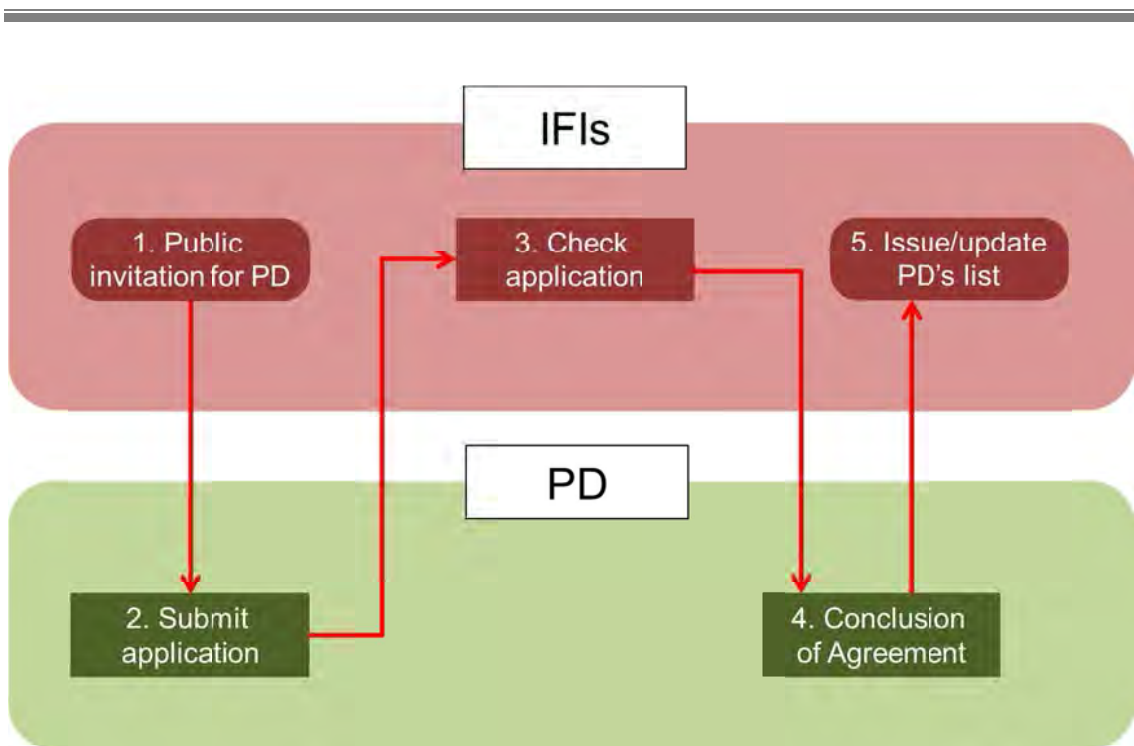 IFIs
1. Public
invitation for PD
3. Check
application
5. Issue/update
PD's list
PD
2. Submit
application
4. Conclusion
of Agreement